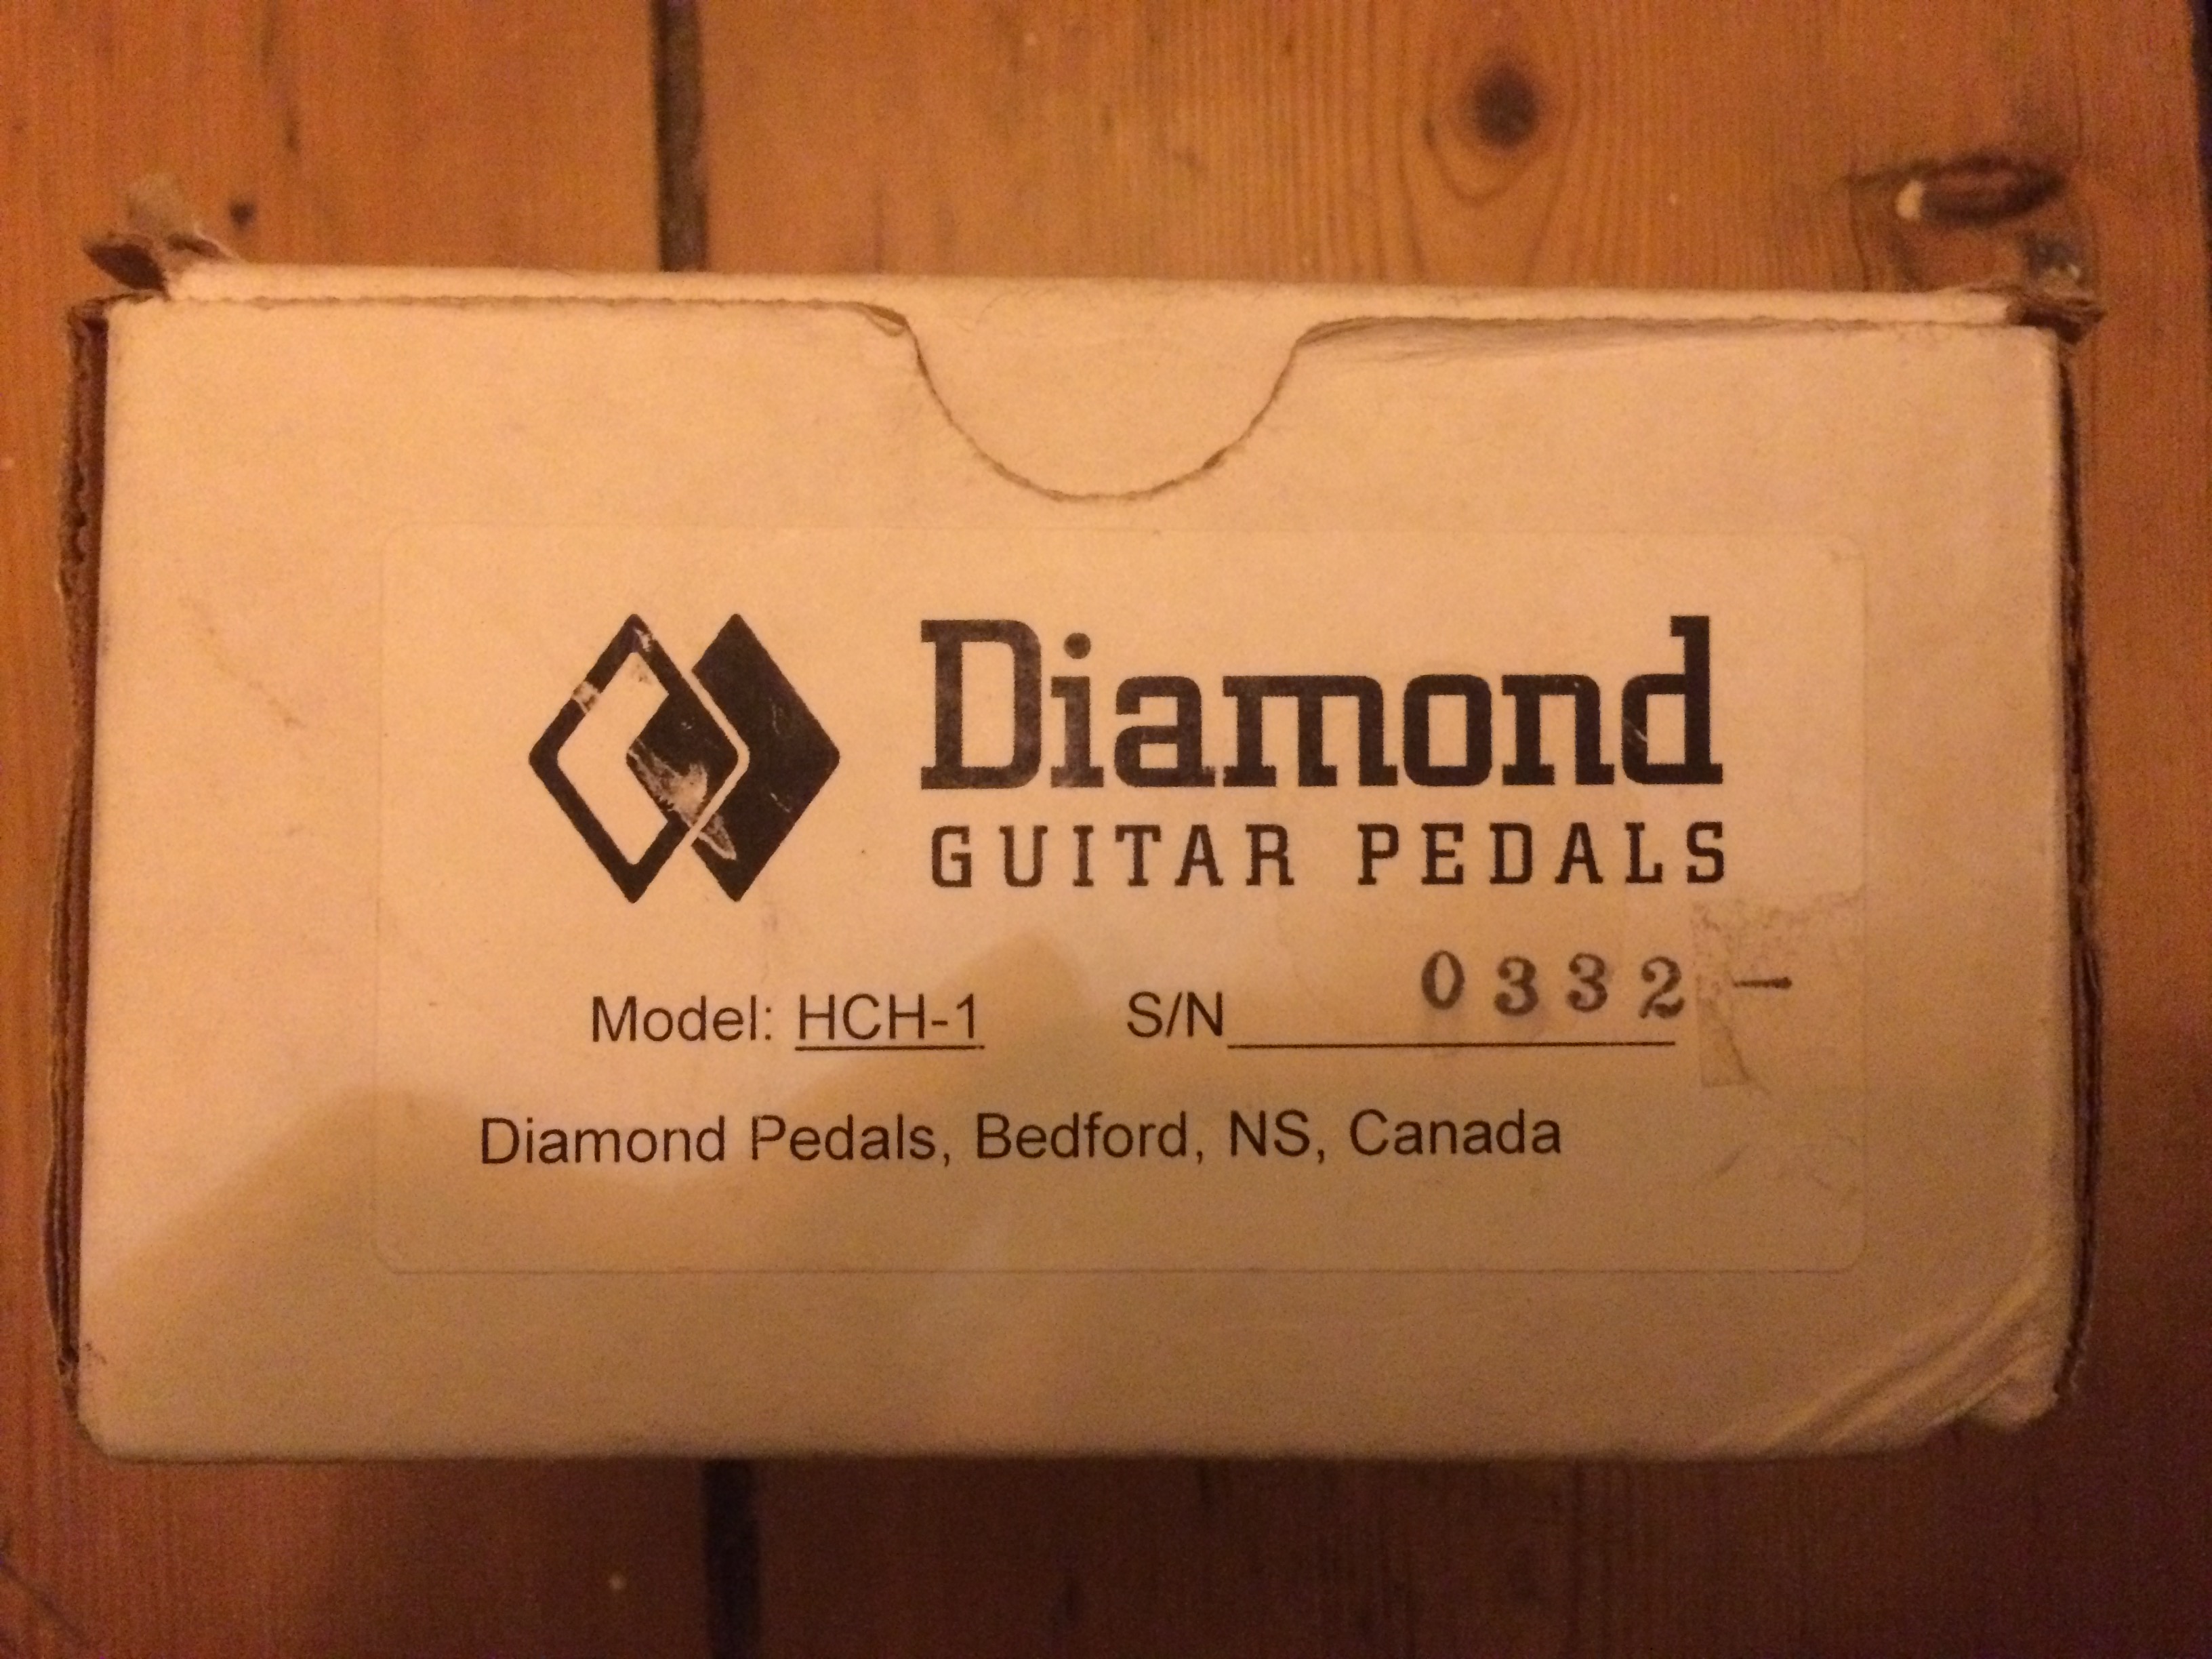 Diamond
GUITAR PEDALS
Model: HCH-1 S/N 0332 -
Diamond Pedals, Bedford, NS, Canada